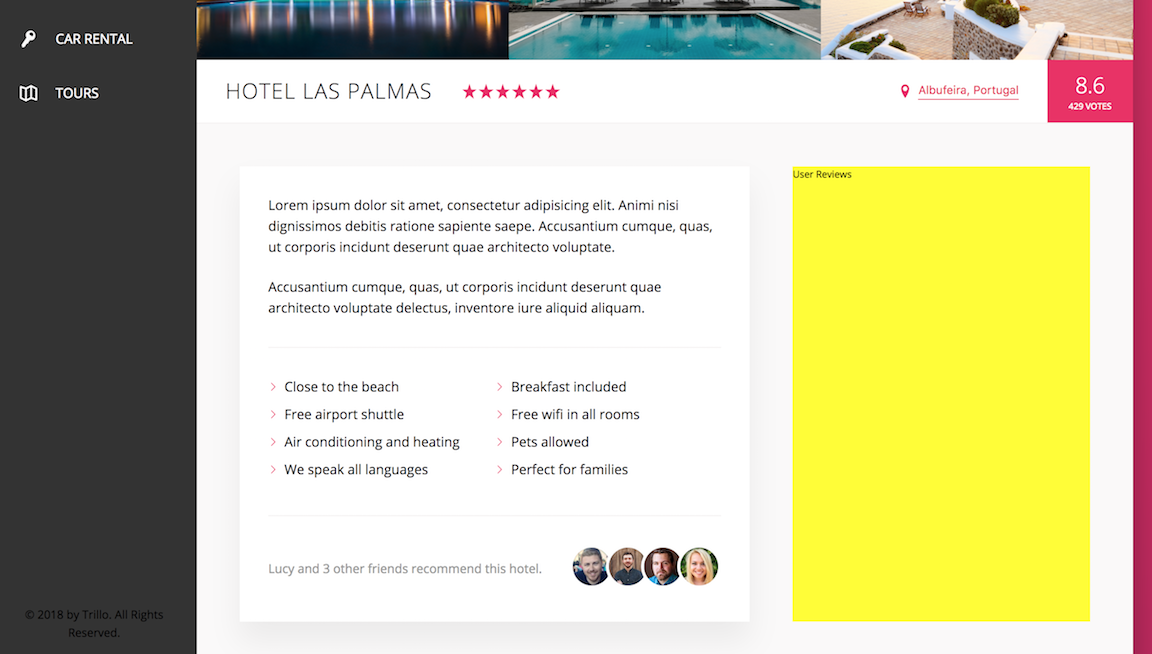 CAR RENTAL
TOURS
© 2018 by Trillo. All Rights
Reserved.
HOTEL LAS PALMAS
Albufeira, Portugal
8.6
429 VOTES
Lorem ipsum dolor sit amet, consectetur adipisicing elit. Animi nisi
dignissimos debitis ratione sapiente saepe. Accusantium cumque, quas,
ut corporis incidunt deserunt quae architecto voluptate.
Accusantium cumque, quas, ut corporis incidunt deserunt quae
architecto voluptate delectus, inventore iure aliquid aliquam.
Close to the beach
Free airport shuttle
Air conditioning and heating
We speak all languages
Breakfast included
Free wifi in all rooms
Pets allowed
Perfect for families
Lucy and 3 other friends recommend this hotel.
User Reviews